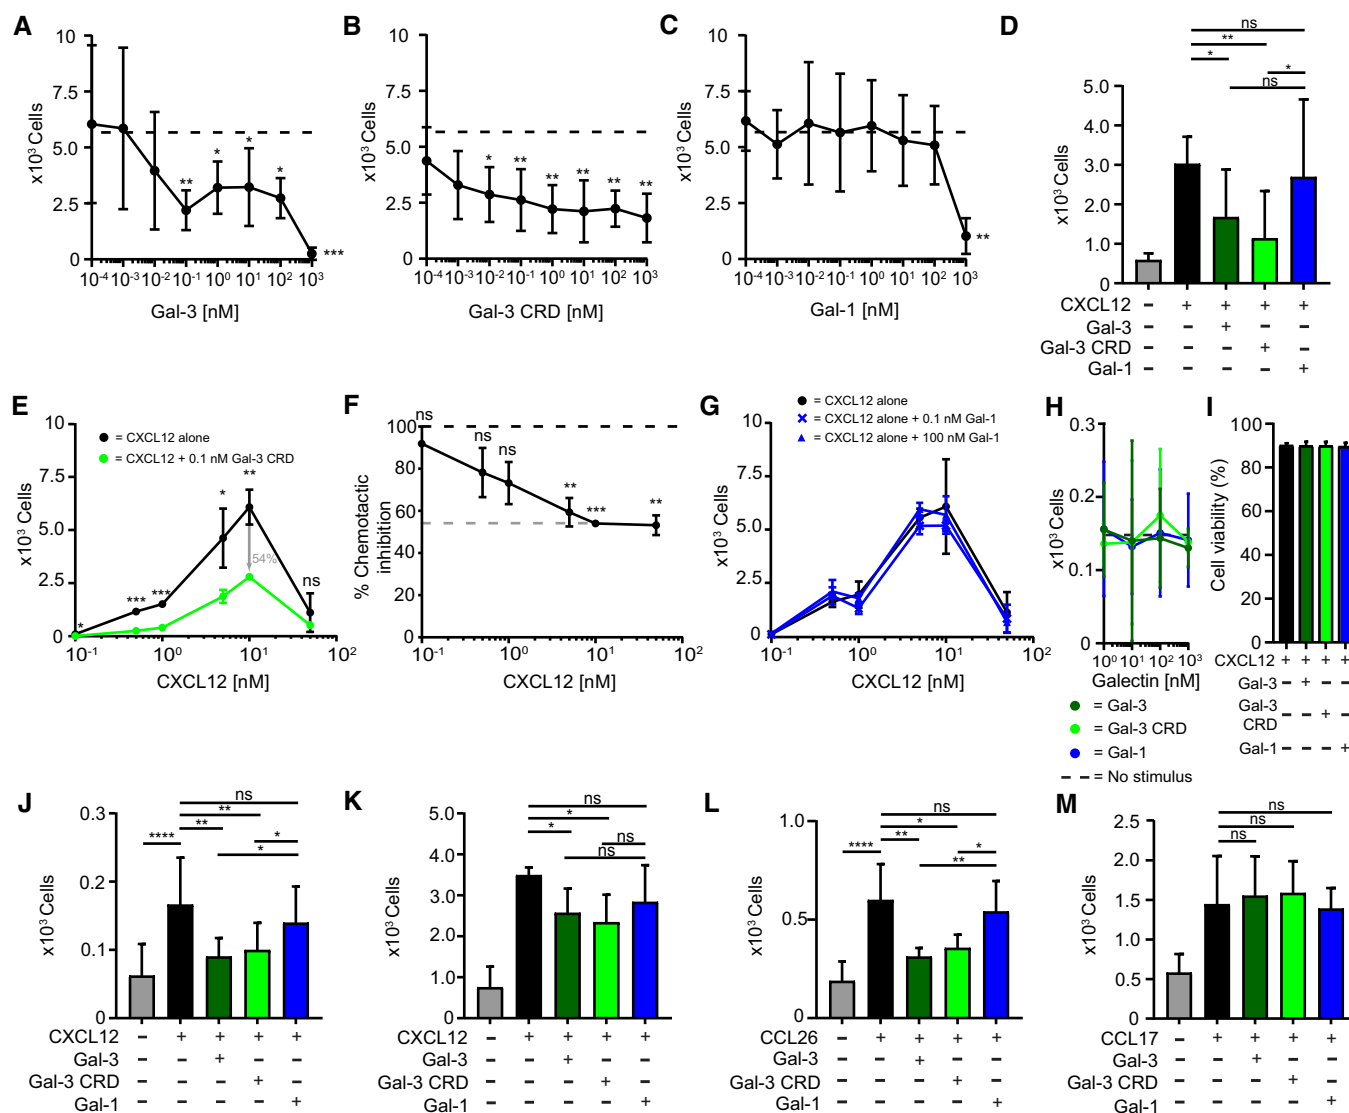 A
10
7.5
5.0
2.5
0
x10³ Cells
** * * * ***
10⁻⁴ 10⁻³ 10⁻² 10⁻¹ 10⁰ 10¹ 10² 10³
Gal-3 [nM]
B
10
7.5
5.0
2.5
0
x10³ Cells
* ** ** ** ** **
10⁻⁴ 10⁻³ 10⁻² 10⁻¹ 10⁰ 10¹ 10² 10³
Gal-3 CRD [nM]
C
10
7.5
5.0
2.5
0
x10³ Cells
**
10⁻⁴ 10⁻³ 10⁻² 10⁻¹ 10⁰ 10¹ 10² 10³
Gal-1 [nM]
D
ns
**
*
*
ns
5.0
4.0
3.0
2.0
1.0
0
x10³ Cells
CXCL12 – + + + +
Gal-3 – – + – –
Gal-3 CRD – – – + –
Gal-1 – – – – +
E
10
7.5
5.0
2.5
0
x10³ Cells
= CXCL12 alone
= CXCL12 + 0.1 nM Gal-3 CRD
* *** *** * ** ns
54%
10⁻¹ 10⁰ 10¹ 10²
CXCL12 [nM]
F
100
80
60
40
20
0
% Chemotactic
inhibition
ns ns ns ** *** **
10⁻¹ 10⁰ 10¹ 10²
CXCL12 [nM]
G
10
7.5
5.0
2.5
0
x10³ Cells
= CXCL12 alone
= CXCL12 alone + 0.1 nM Gal-1
= CXCL12 alone + 100 nM Gal-1
10⁻¹ 10⁰ 10¹ 10²
CXCL12 [nM]
H
0.3
0.2
0.1
0
x10³ Cells
10⁰ 10¹ 10² 10³
Galectin [nM]
= Gal-3
= Gal-3 CRD
= Gal-1
= No stimulus
I
100
80
60
40
20
0
Cell viability (%)
CXCL12 + + + +
Gal-3 – + – –
Gal-3
CRD – – + –
Gal-1 – – – +
J
ns
**
**
**** *
*
0.3
0.2
0.1
0
x10³ Cells
CXCL12 – + + + +
Gal-3 – – + – –
Gal-3 CRD – – – + –
Gal-1 – – – – +
K
ns
*
*
ns
ns
5.0
4.0
3.0
2.0
1.0
0
x10³ Cells
CXCL12 – + + + +
Gal-3 – – + – –
Gal-3 CRD – – – + –
Gal-1 – – – – +
L
ns
*
**
**** *
**
1.0
0.5
0
x10³ Cells
CCL26 – + + + +
Gal-3 – – + – –
Gal-3 CRD – – – + –
Gal-1 – – – – +
M
ns
ns
ns
2.5
2.0
1.5
1.0
0.5
0
x10³ Cells
CCL17 – + + + +
Gal-3 – – + – –
Gal-3 CRD – – – + –
Gal-1 – – – – +